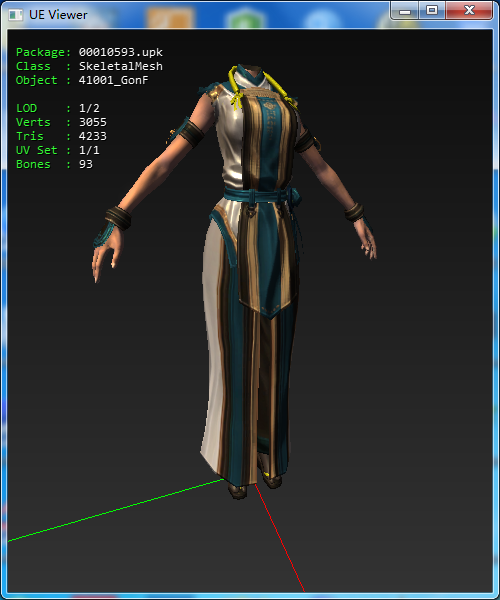 UE Viewer
Package: 00010593.upk
Class : SkeletalMesh
Object : 41001_GonF
LOD : 1/2
Verts : 3055
Tris : 4233
UV Set : 1/1
Bones : 93